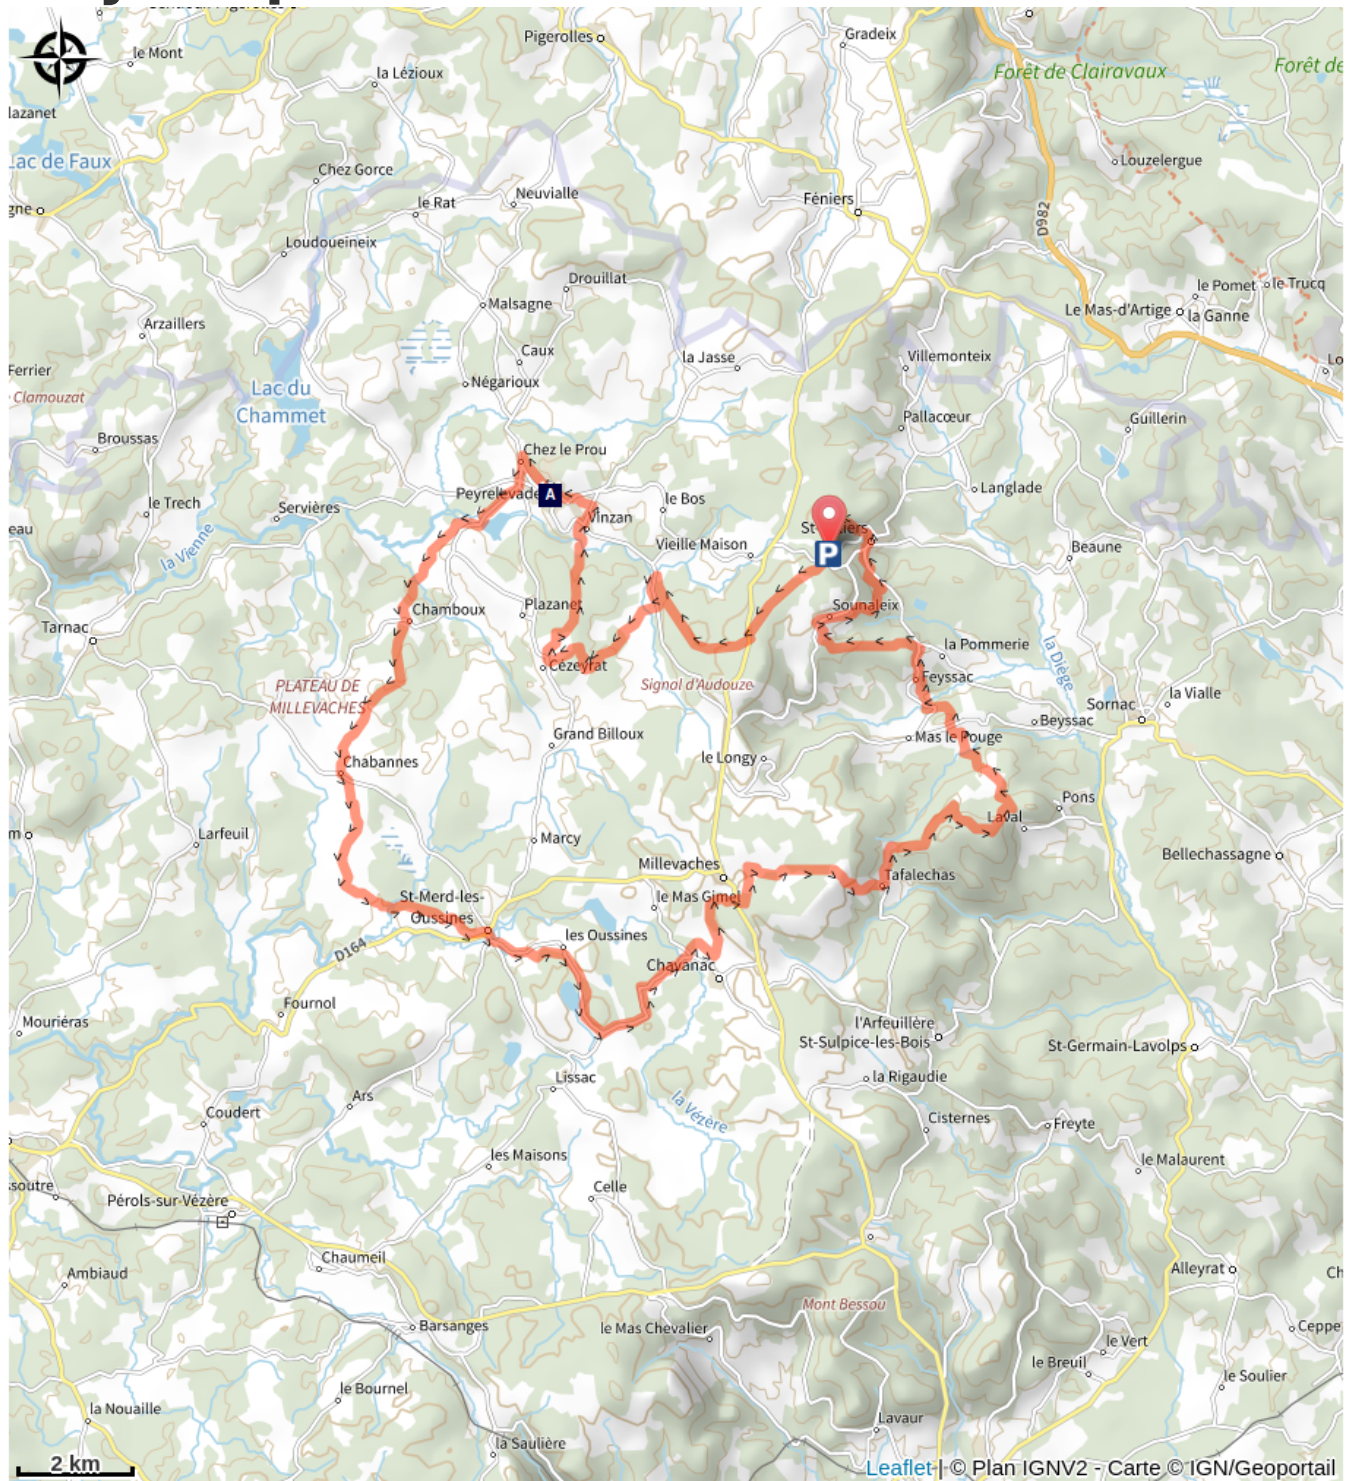 Pigerolles
Gradeix
le Mont
la Lézioux
Forêt de Clairavaux
Forêt de
lazanet
Lac de Faux
Chez Gorce
Louzelergue
Neuvialle
le Rat
Féniers
gne
D982
Loudoueineix
Drouillat
le Pomet
le Trucq
Malsagne
Le Mas-d'Artige
la Ganne
Arzaillers
Caux
la Jasse
Villemonteix
Lo
Ferrier
Négarioux
Clamouzat
Lac du
Chammet
Pallacœur
Guillerin
Broussas
Chez le Prou
le Trech
Peyrelevade
A
le Bos
Langlade
Servières
Vinzan
eau
la Vienne
Vieille Maison
P
Beaune
Chamboux
Plazanet
Sounaleix
Tarnac
la Pommerie
la Diège
Cézeyrat
Feyssac
PLATEAU DE
MILLEVACHES
Signal d'Audouze
la Vialle
Sornac
Beyssac
Grand Billoux
Mas le Pouge
Chabannes
le Longy
Pons
Laval
m
Larfeuil
Marcy
Bellechassagne
Millevaches
Tafalechas
St-Merd-les-
Oussines
le Mas Gimel
les Oussines
D164
Chavanac
Fournol
Mouriéras
l'Arfeuillère
St-Sulpice-les-Bois
St-Germain-Lavolps
Lissac
la Rigaudie
Ars
Coudert
la Vézère
Cisternes
Freyte
les Maisons
le Malaurent
ssoutre
Celle
Pérols-sur-Vézère
Chaumeil
Ambiaud
Alleyrat
Ch
Mont Bessou
Barsanges
le Mas Chevalier
Ceppe
le Vert
le Breuil
le Bournel
le Soulier
la Nouaille
Lavaur
la Saulière
2 km
Leaflet | © Plan IGNV2 - Carte © IGN/Geoportail